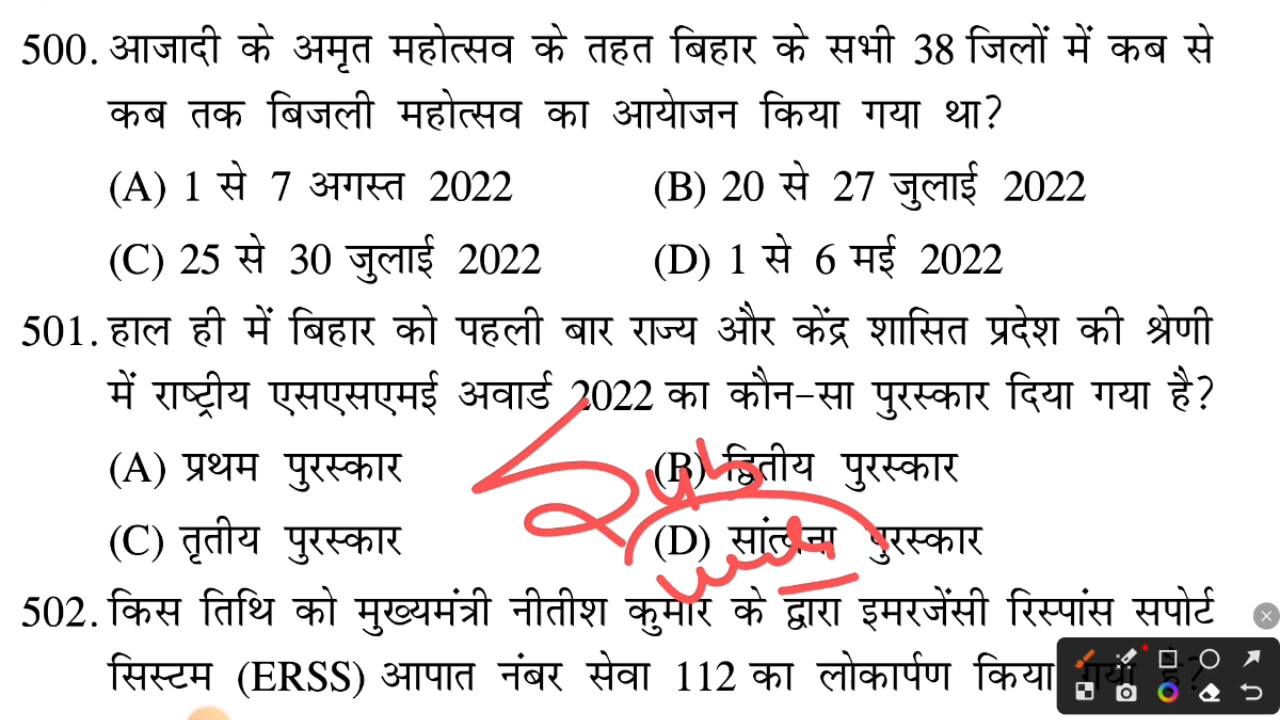 500. आजादी के अमृत महोत्सव के तहत बिहार के सभी 38 जिलों में कब से
कब तक बिजली महोत्सव का आयेाजन किया गया था?
(A) 1 से 7 अगस्त 2022 (B) 20 से 27 जुलाई 2022
(C) 25 से 30 जुलाई 2022 (D) 1 से 6 मई 2022
501. हाल ही में बिहार को पहली बार राज्य और केंद्र शासित प्रदेश की श्रेणी
में राष्ट्रीय एसएसएमई अवार्ड 2022 का कौन-सा पुरस्कार दिया गया है?
(A) प्रथम पुरस्कार (B) द्वितीय पुरस्कार
(C) तृतीय पुरस्कार (D) सांत्वना पुरस्कार
502. किस तिथि को मुख्यमंत्री नीतीश कुमार के द्वारा इमरजेंसी रिस्पांस सपोर्ट
सिस्टम (ERSS) आपात नंबर सेवा 112 का लोकार्पण किया गया है?